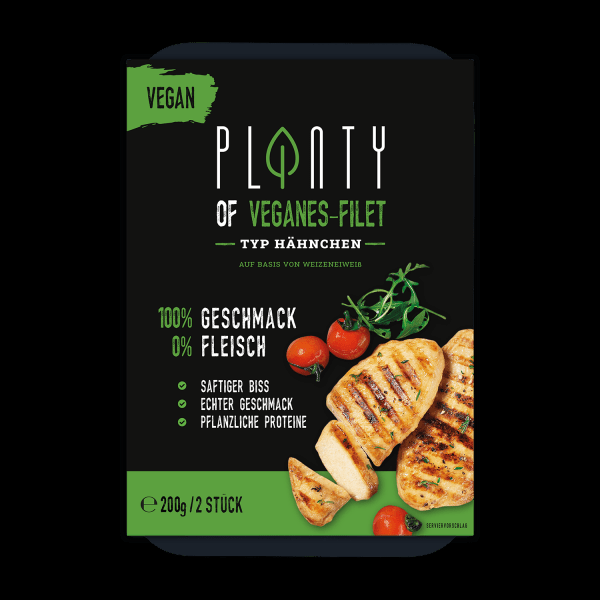 VEGAN
PLANTY
OF VEGANES-FILET
TYP HÄHNCHEN
AUF BASIS VON WEIZENEIWEIß
100% GESCHMACK
0% FLEISCH
SAFTIGER BISS
ECHTER GESCHMACK
PFLANZLICHE PROTEINE
℮ 200g / 2 STÜCK
SERVIERVORSCHLAG